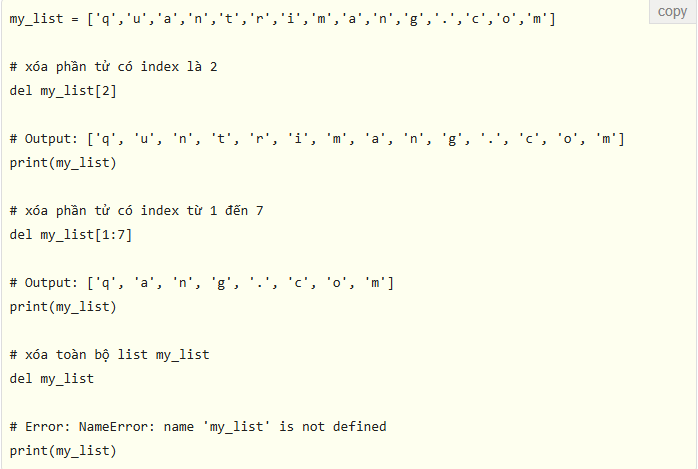 copy
my_list = ['q','u','a','n','t','r','i','m','a','n','g','.','c','o','m']
# xóa phần tử có index là 2
del my_list[2]
# Output: ['q', 'u', 'n', 't', 'r', 'i', 'm', 'a', 'n', 'g', '.', 'c', 'o', 'm']
print(my_list)
# xóa phần tử có index từ 1 đến 7
del my_list[1:7]
# Output: ['q', 'a', 'n', 'g', '.', 'c', 'o', 'm']
print(my_list)
# xóa toàn bộ list my_list
del my_list
# Error: NameError: name 'my_list' is not defined
print(my_list)